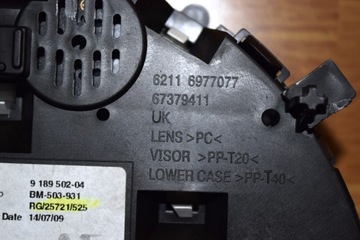 6211 6977077
67379411
UK
LENS >PC<
VISOR >PP-T20<
LOWER CASE >PP-T40<
9 189 502-04
BM-503-931
RG/25721/525
Date 14/07/09